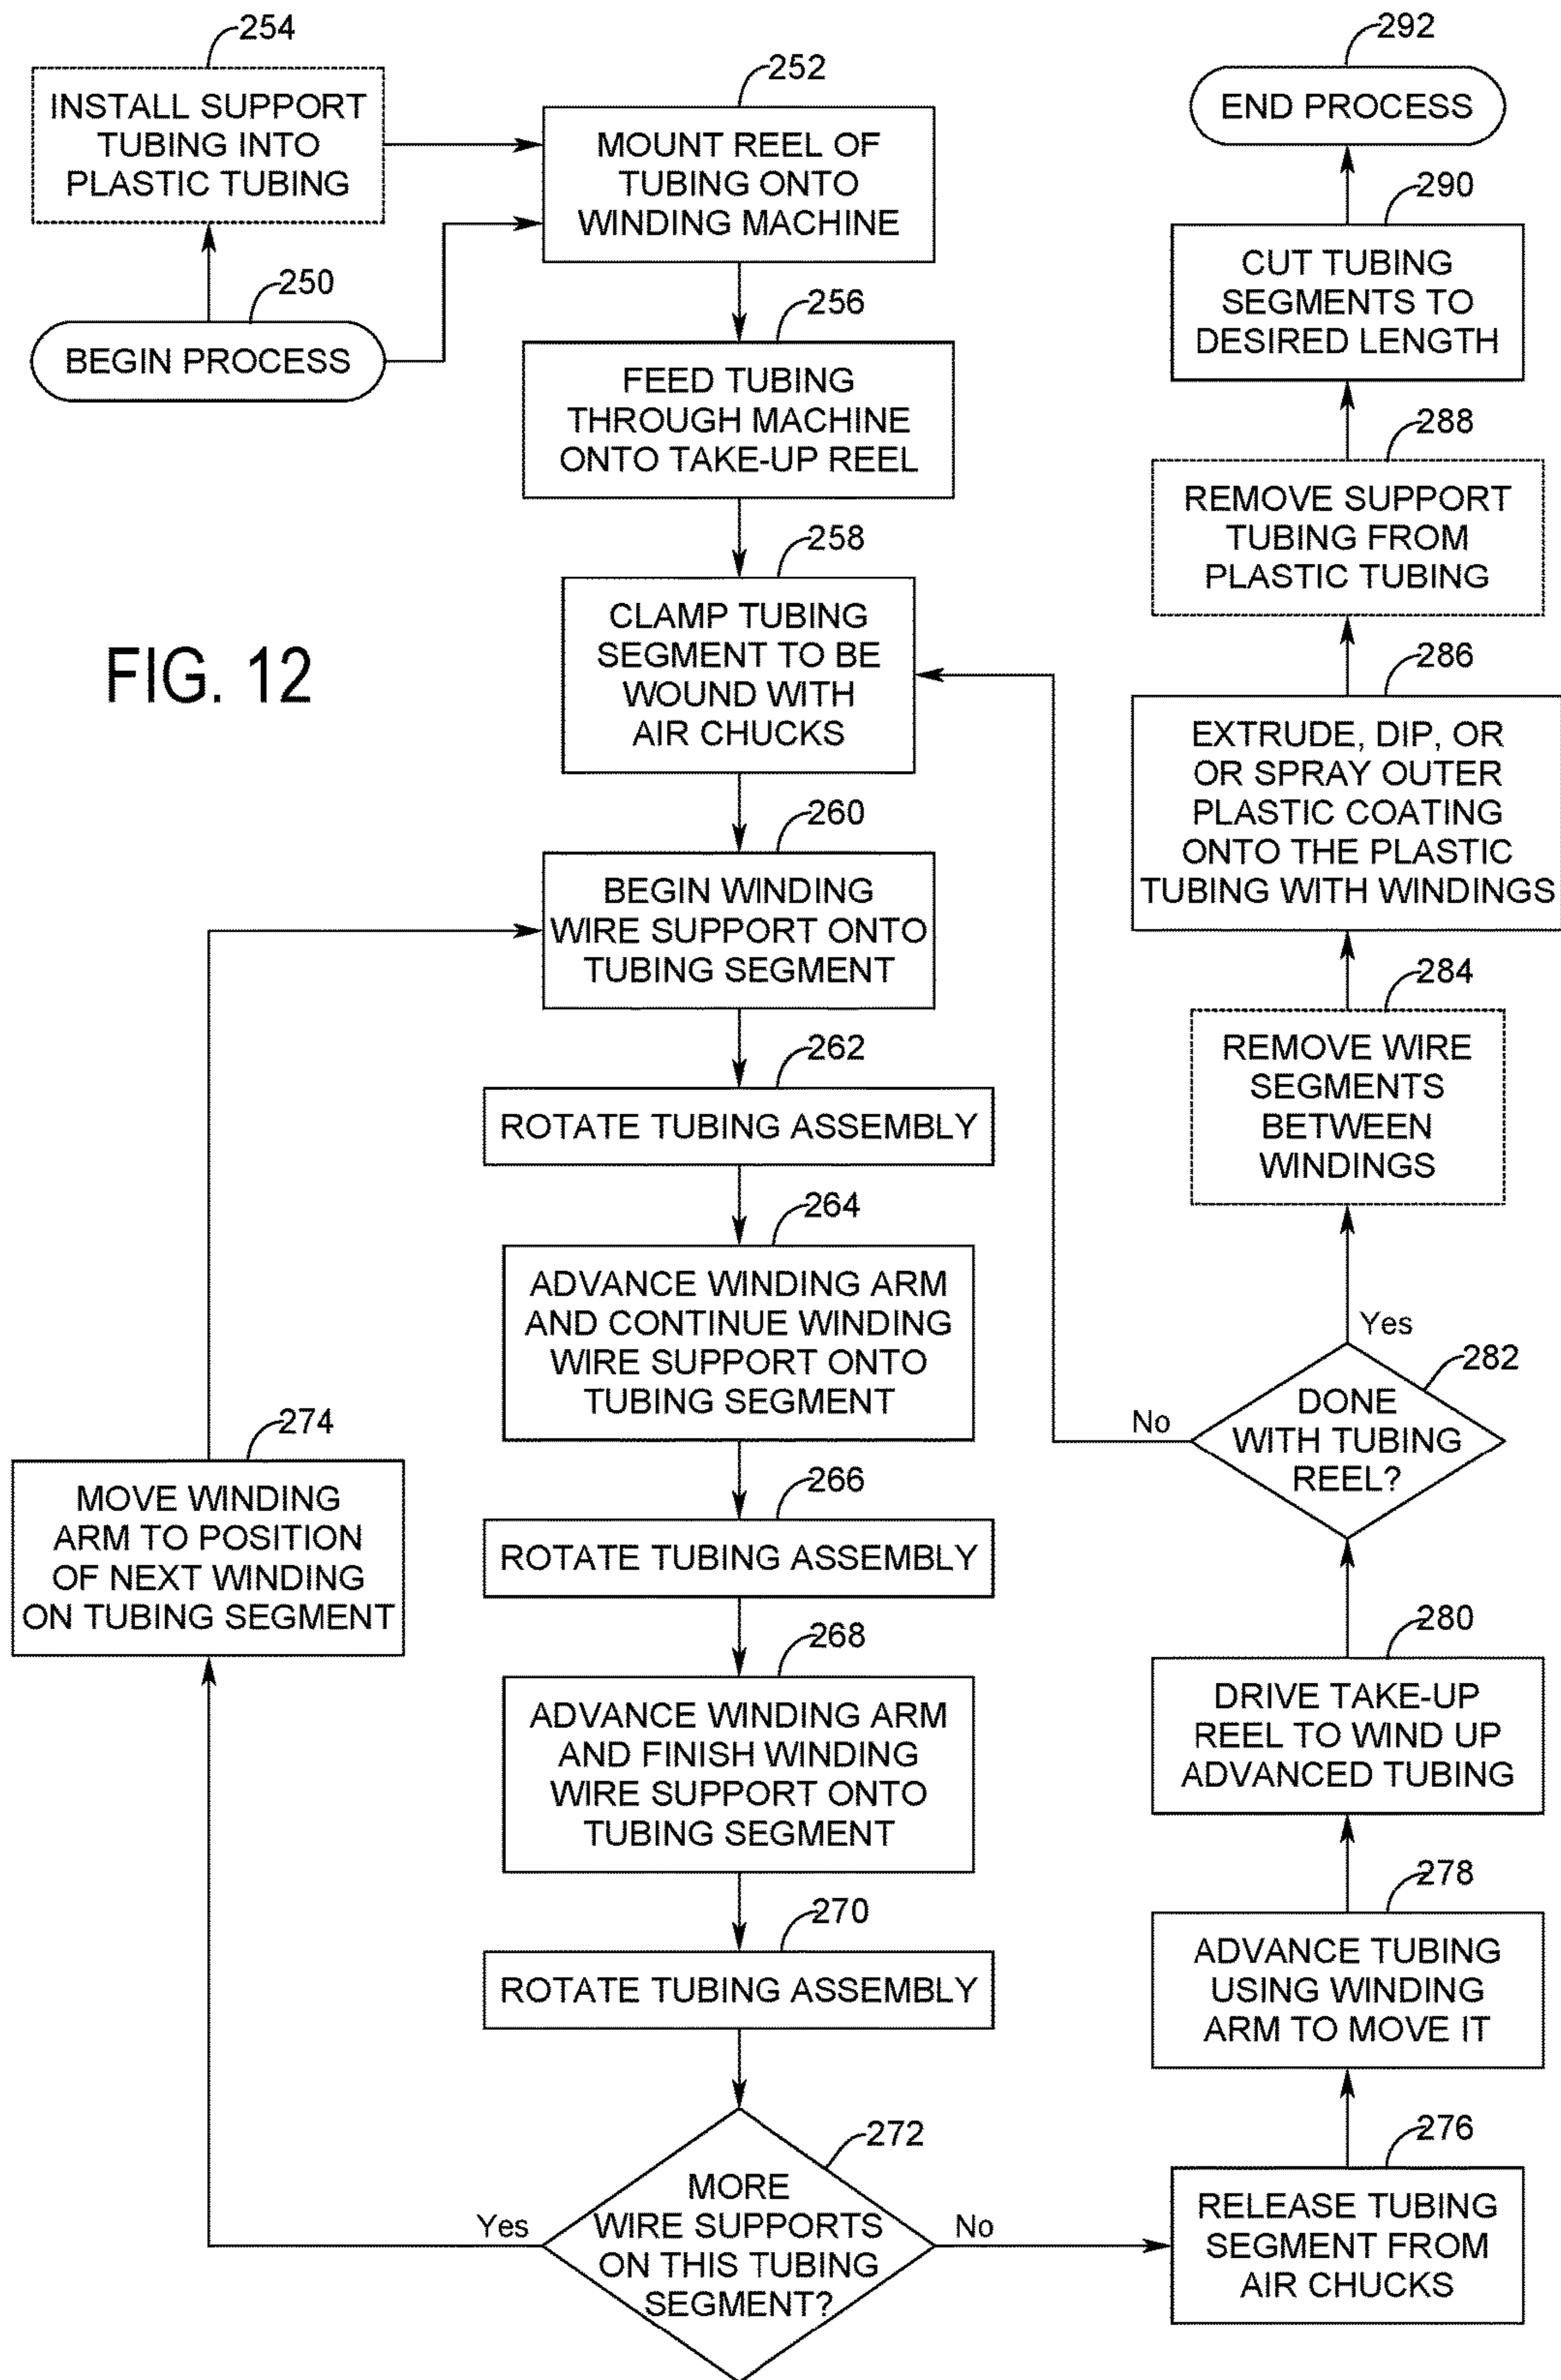 254
INSTALL SUPPORT
TUBING INTO
PLASTIC TUBING
250
BEGIN PROCESS
252
MOUNT REEL OF
TUBING ONTO
WINDING MACHINE
256
FEED TUBING
THROUGH MACHINE
ONTO TAKE-UP REEL
258
CLAMP TUBING
SEGMENT TO BE
WOUND WITH
AIR CHUCKS
FIG. 12
260
BEGIN WINDING
WIRE SUPPORT ONTO
TUBING SEGMENT
262
ROTATE TUBING ASSEMBLY
264
ADVANCE WINDING ARM
AND CONTINUE WINDING
WIRE SUPPORT ONTO
TUBING SEGMENT
266
ROTATE TUBING ASSEMBLY
268
ADVANCE WINDING ARM
AND FINISH WINDING
WIRE SUPPORT ONTO
TUBING SEGMENT
270
ROTATE TUBING ASSEMBLY
272
MORE
WIRE SUPPORTS
ON THIS TUBING
SEGMENT?
Yes
No
274
MOVE WINDING
ARM TO POSITION
OF NEXT WINDING
ON TUBING SEGMENT
276
RELEASE TUBING
SEGMENT FROM
AIR CHUCKS
278
ADVANCE TUBING
USING WINDING
ARM TO MOVE IT
280
DRIVE TAKE-UP
REEL TO WIND UP
ADVANCED TUBING
282
DONE
WITH TUBING
REEL?
No
Yes
284
REMOVE WIRE
SEGMENTS
BETWEEN
WINDINGS
286
EXTRUDE, DIP, OR
OR SPRAY OUTER
PLASTIC COATING
ONTO THE PLASTIC
TUBING WITH WINDINGS
288
REMOVE SUPPORT
TUBING FROM
PLASTIC TUBING
290
CUT TUBING
SEGMENTS TO
DESIRED LENGTH
292
END PROCESS